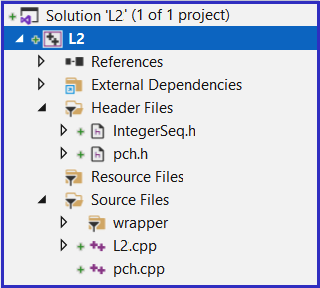 Solution 'L2' (1 of 1 project)
L2
References
External Dependencies
Header Files
IntegerSeq.h
pch.h
Resource Files
Source Files
wrapper
L2.cpp
pch.cpp